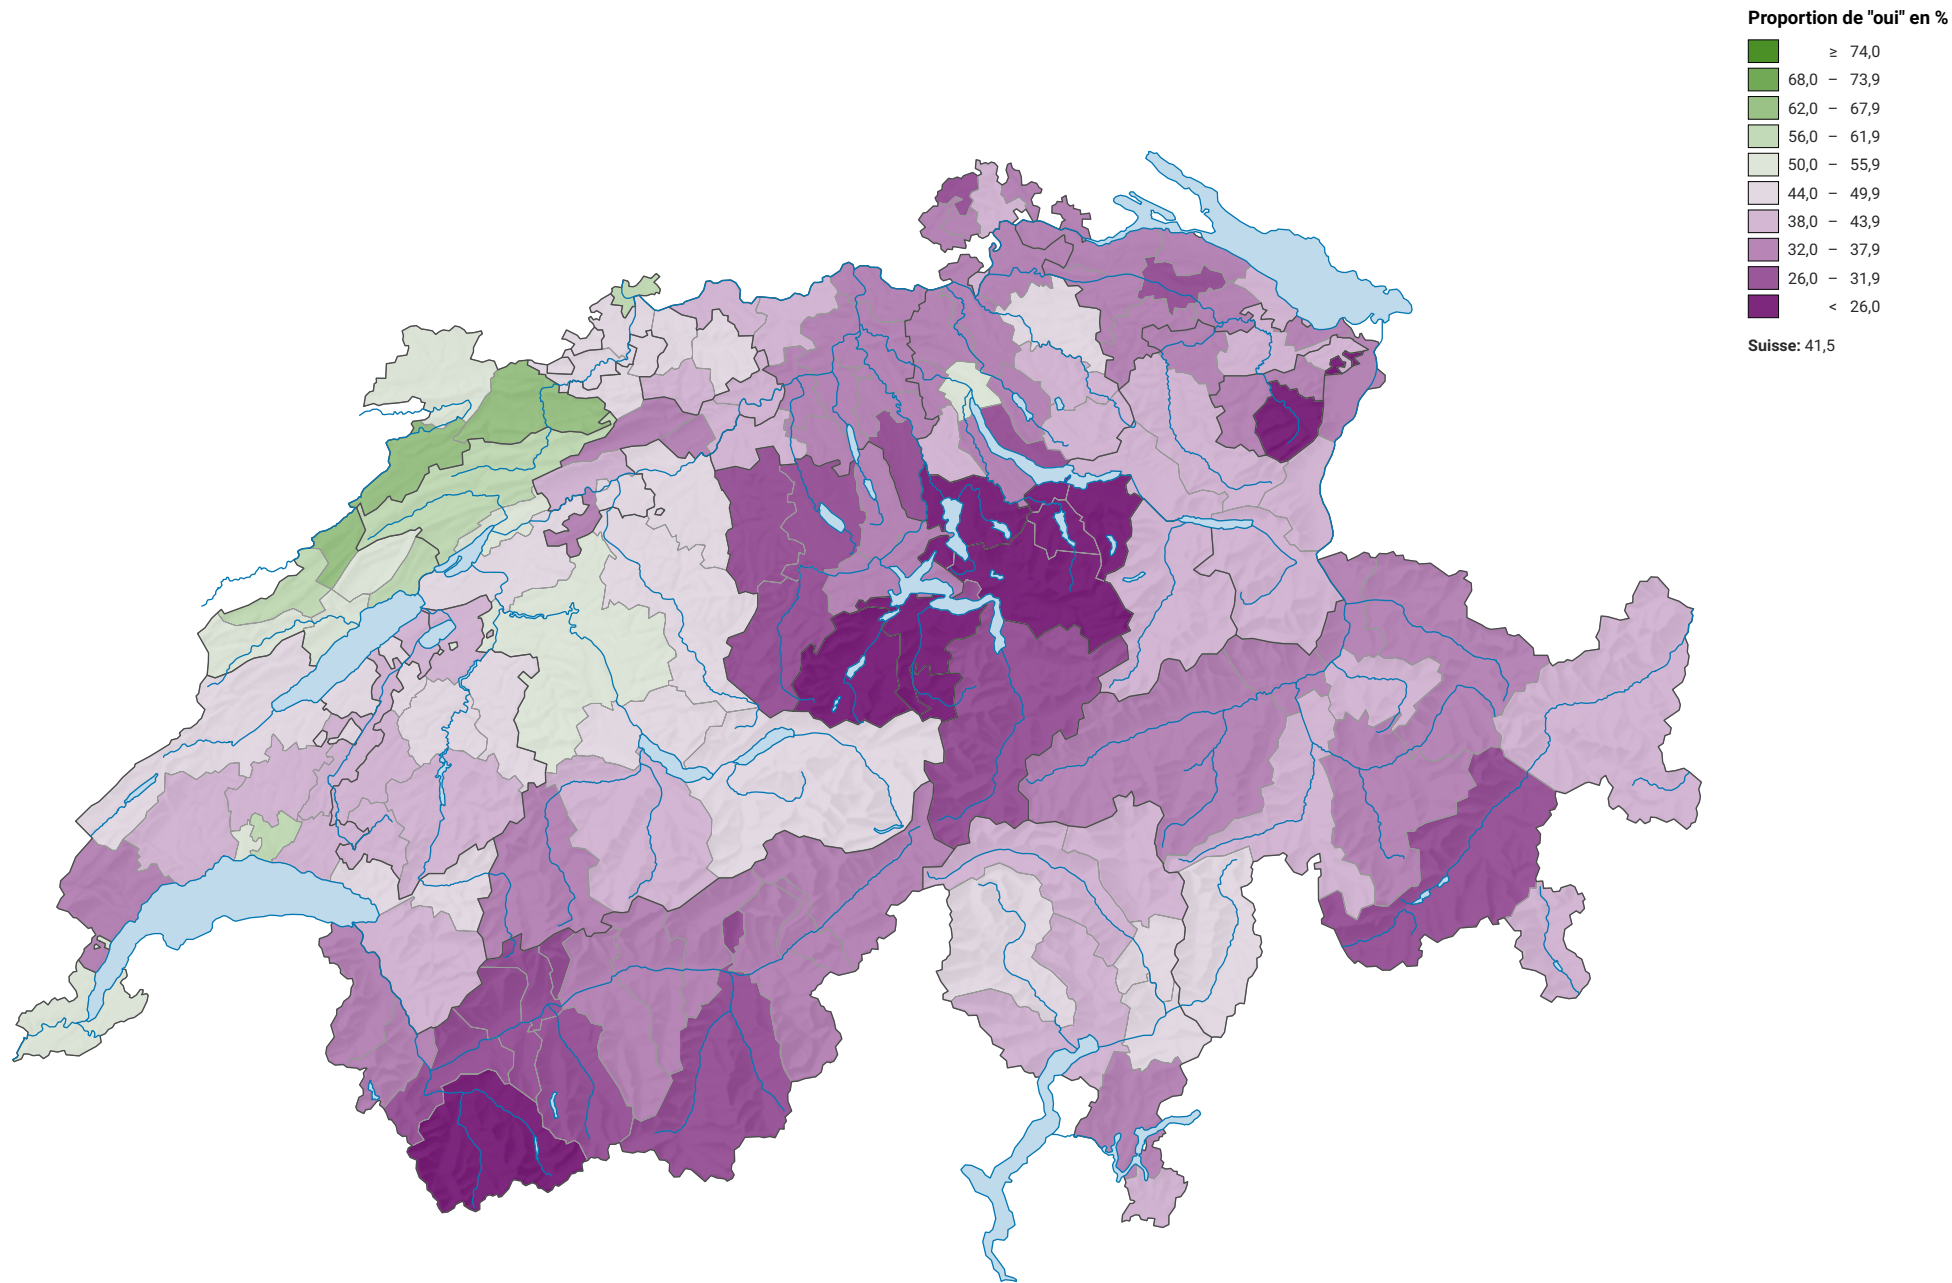 Proportion de "oui" en %
≥ 74,0
68,0 – 73,9
62,0 – 67,9
56,0 – 61,9
50,0 – 55,9
44,0 – 49,9
38,0 – 43,9
32,0 – 37,9
26,0 – 31,9
< 26,0
Suisse: 41,5